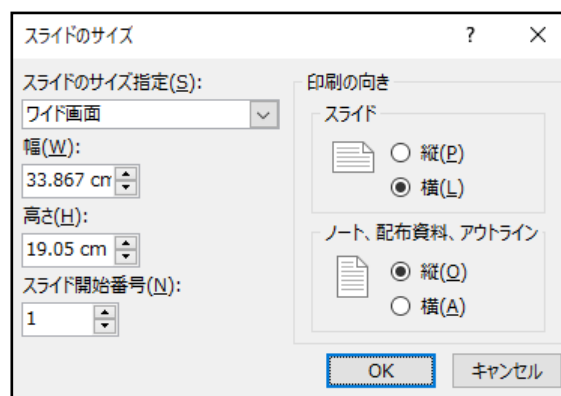 スライドのサイズ
?
×
スライドのサイズ指定(S):
ワイド画面
幅(W):
33.867 cm
高さ(H):
19.05 cm
スライド開始番号(N):
1
印刷の向き
スライド
縦(P)
横(L)
ノート、配布資料、アウトライン
縦(O)
横(A)
OK
キャンセル